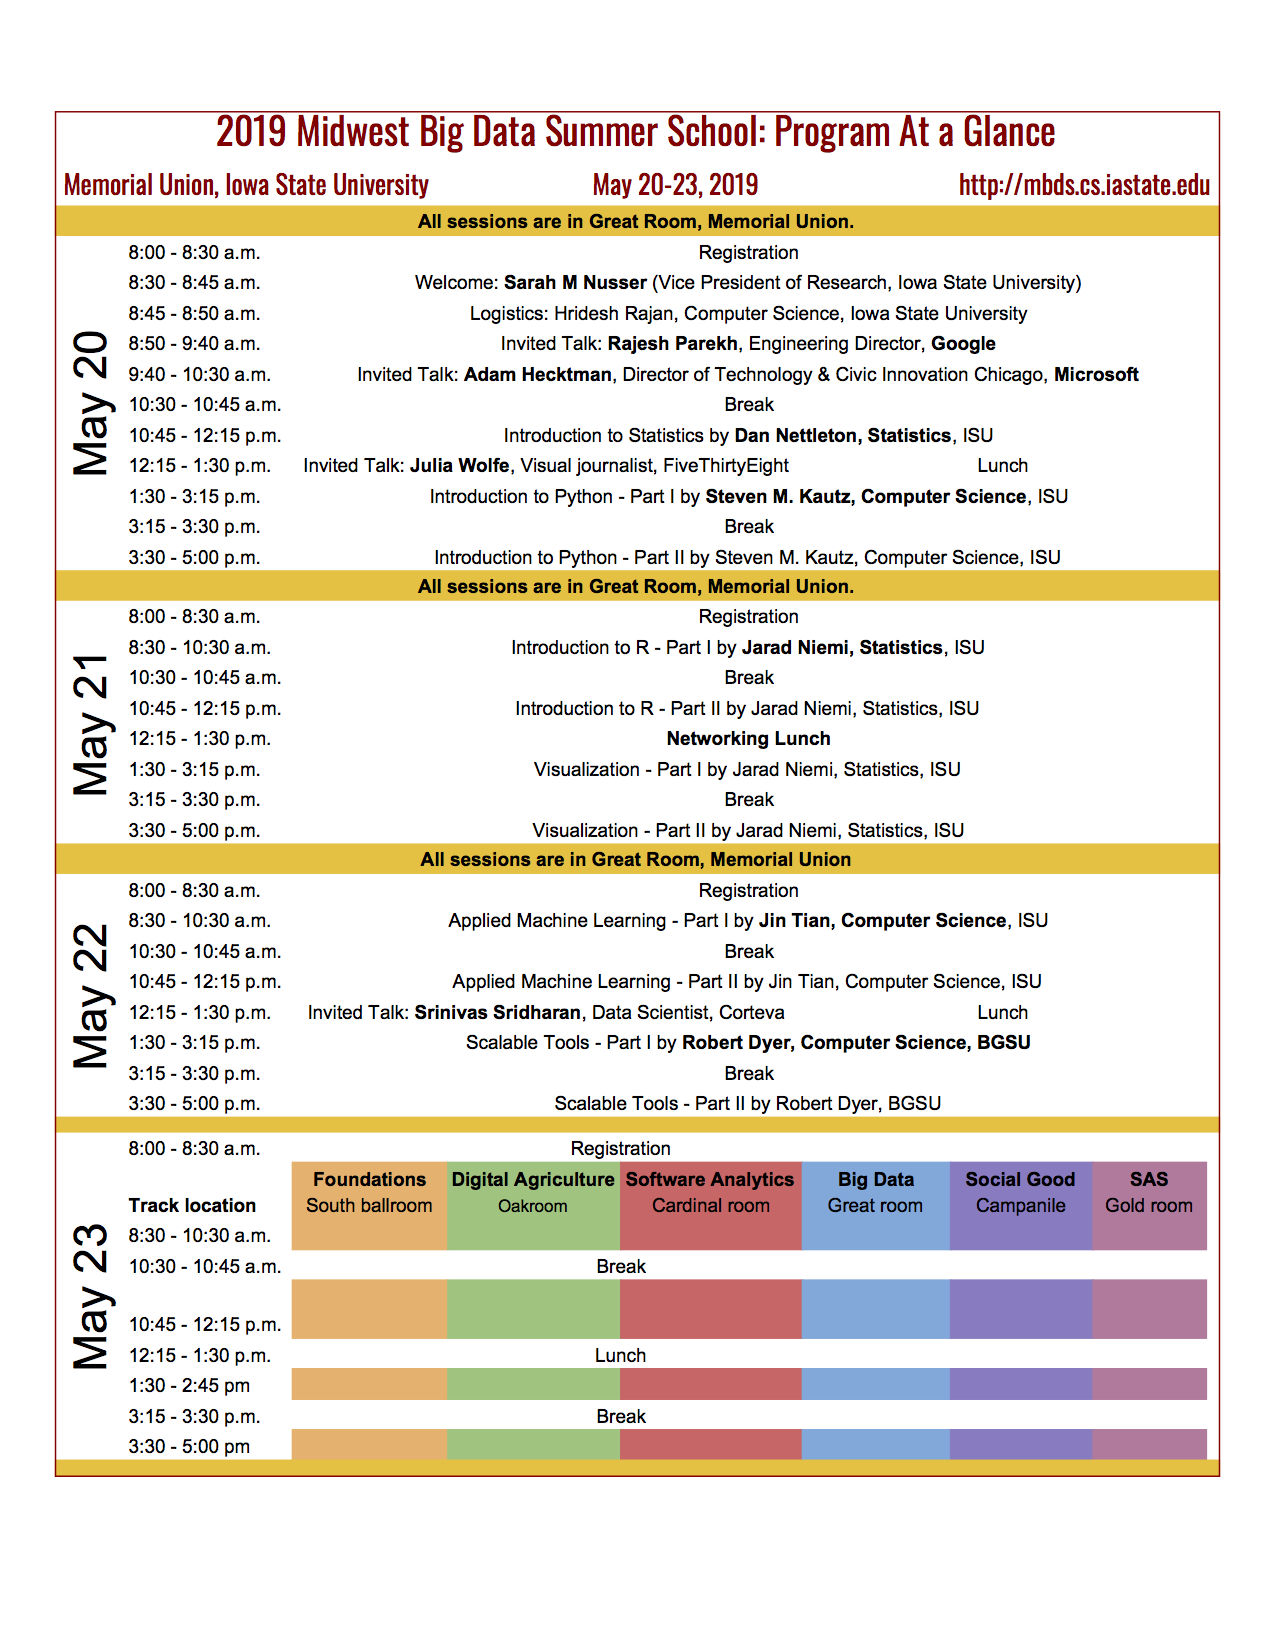 2019 Midwest Big Data Summer School: Program At a Glance
Memorial Union, Iowa State University May 20-23, 2019 http://mbds.cs.iastate.edu
All sessions are in Great Room, Memorial Union.
May 20
8:00 - 8:30 a.m. Registration
8:30 - 8:45 a.m. Welcome: Sarah M Nusser (Vice President of Research, Iowa State University)
8:45 - 8:50 a.m. Logistics: Hridesh Rajan, Computer Science, Iowa State University
8:50 - 9:40 a.m. Invited Talk: Rajesh Parekh, Engineering Director, Google
9:40 - 10:30 a.m. Invited Talk: Adam Hecktman, Director of Technology & Civic Innovation Chicago, Microsoft
10:30 - 10:45 a.m. Break
10:45 - 12:15 p.m. Introduction to Statistics by Dan Nettleton, Statistics, ISU
12:15 - 1:30 p.m. Invited Talk: Julia Wolfe, Visual journalist, FiveThirtyEight Lunch
1:30 - 3:15 p.m. Introduction to Python - Part I by Steven M. Kautz, Computer Science, ISU
3:15 - 3:30 p.m. Break
3:30 - 5:00 p.m. Introduction to Python - Part II by Steven M. Kautz, Computer Science, ISU
All sessions are in Great Room, Memorial Union.
May 21
8:00 - 8:30 a.m. Registration
8:30 - 10:30 a.m. Introduction to R - Part I by Jarad Niemi, Statistics, ISU
10:30 - 10:45 a.m. Break
10:45 - 12:15 p.m. Introduction to R - Part II by Jarad Niemi, Statistics, ISU
12:15 - 1:30 p.m. Networking Lunch
1:30 - 3:15 p.m. Visualization - Part I by Jarad Niemi, Statistics, ISU
3:15 - 3:30 p.m. Break
3:30 - 5:00 p.m. Visualization - Part II by Jarad Niemi, Statistics, ISU
All sessions are in Great Room, Memorial Union
May 22
8:00 - 8:30 a.m. Registration
8:30 - 10:30 a.m. Applied Machine Learning - Part I by Jin Tian, Computer Science, ISU
10:30 - 10:45 a.m. Break
10:45 - 12:15 p.m. Applied Machine Learning - Part II by Jin Tian, Computer Science, ISU
12:15 - 1:30 p.m. Invited Talk: Srinivas Sridharan, Data Scientist, Corteva Lunch
1:30 - 3:15 p.m. Scalable Tools - Part I by Robert Dyer, Computer Science, BGSU
3:15 - 3:30 p.m. Break
3:30 - 5:00 p.m. Scalable Tools - Part II by Robert Dyer, BGSU
May 23
8:00 - 8:30 a.m. Registration
Foundations Digital Agriculture Software Analytics Big Data Social Good SAS
Track location South ballroom Oakroom Cardinal room Great room Campanile Gold room
8:30 - 10:30 a.m.
10:30 - 10:45 a.m. Break
10:45 - 12:15 p.m.
12:15 - 1:30 p.m. Lunch
1:30 - 2:45 pm
3:15 - 3:30 p.m. Break
3:30 - 5:00 pm